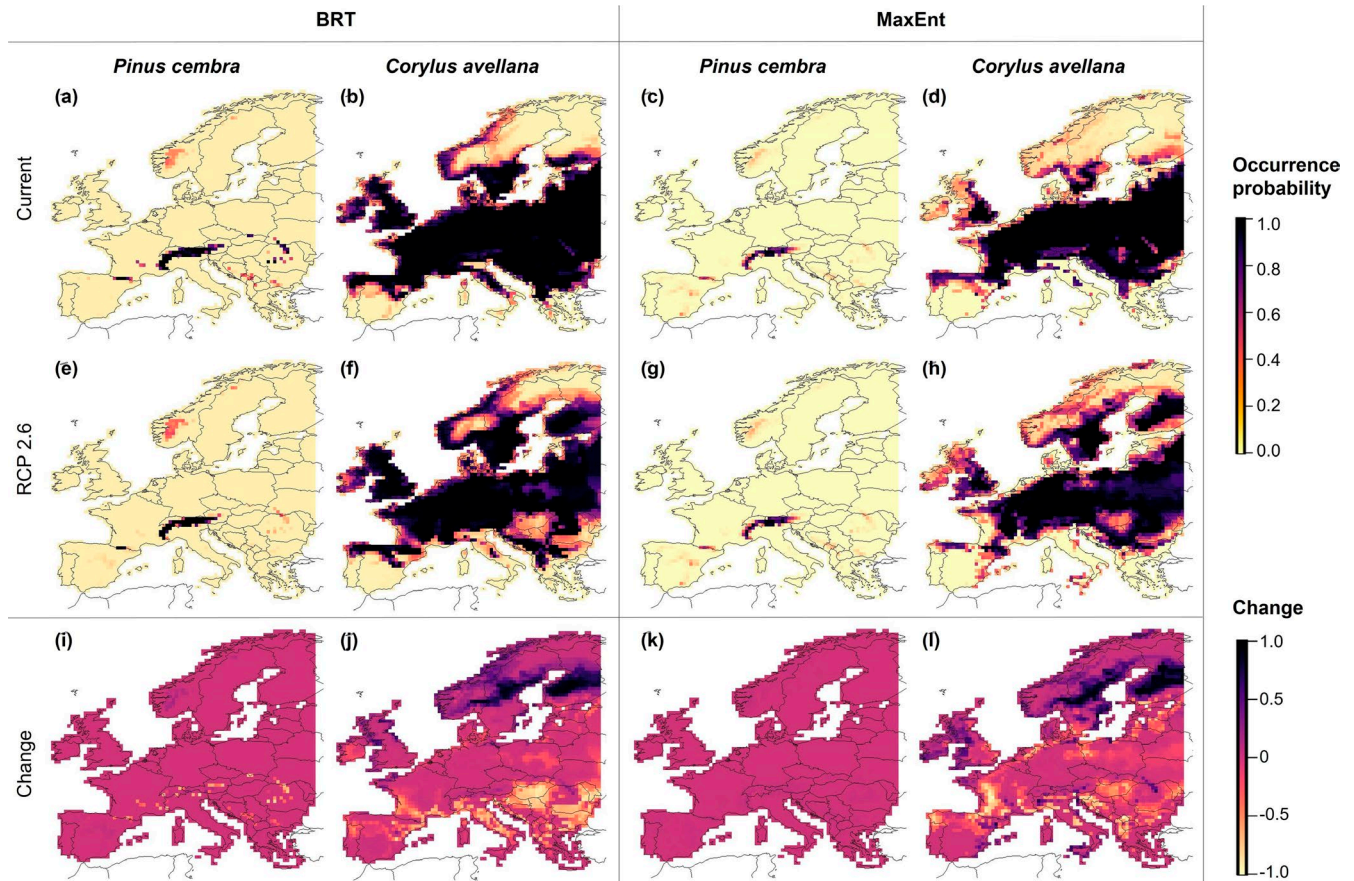 BRT
MaxEnt
Pinus cembra
Corylus avellana
Pinus cembra
Corylus avellana
(a)
(b)
(c)
(d)
Current
Occurrence
probability
1.0
0.8
0.6
0.4
0.2
0.0
(e)
(f)
(g)
(h)
RCP 2.6
Change
(i)
(j)
(k)
(l)
Change
1.0
0.5
0
-0.5
-1.0